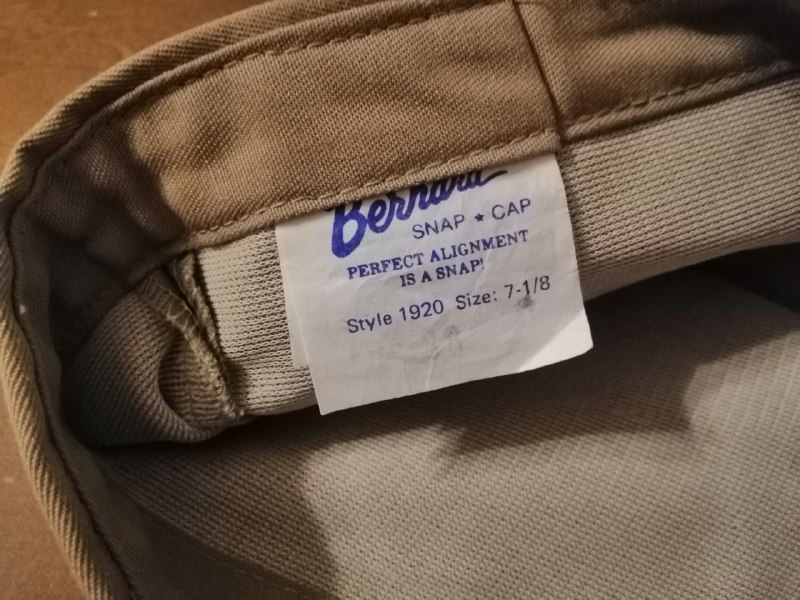 Bernard
SNAP ★ CAP
PERFECT ALIGNMENT
IS A SNAP!
Style 1920 Size: 7-1/8